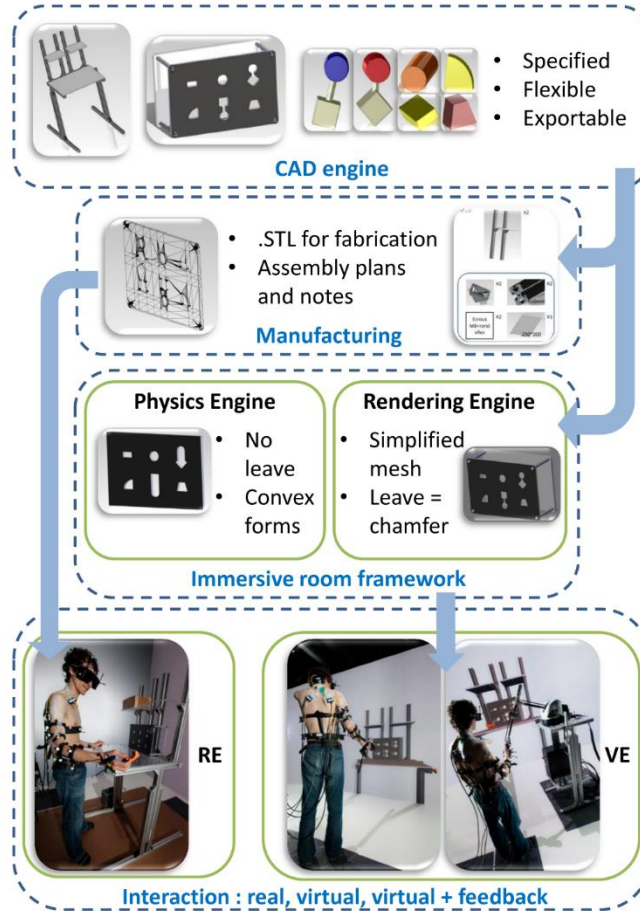 • Specified
• Flexible
• Exportable
CAD engine
• .STL for fabrication
• Assembly plans
and notes
Manufacturing
Physics Engine
• No
leave
• Convex
forms
Rendering Engine
• Simplified
mesh
• Leave =
chamfer
Immersive room framework
RE
VE
Interaction : real, virtual, virtual + feedback